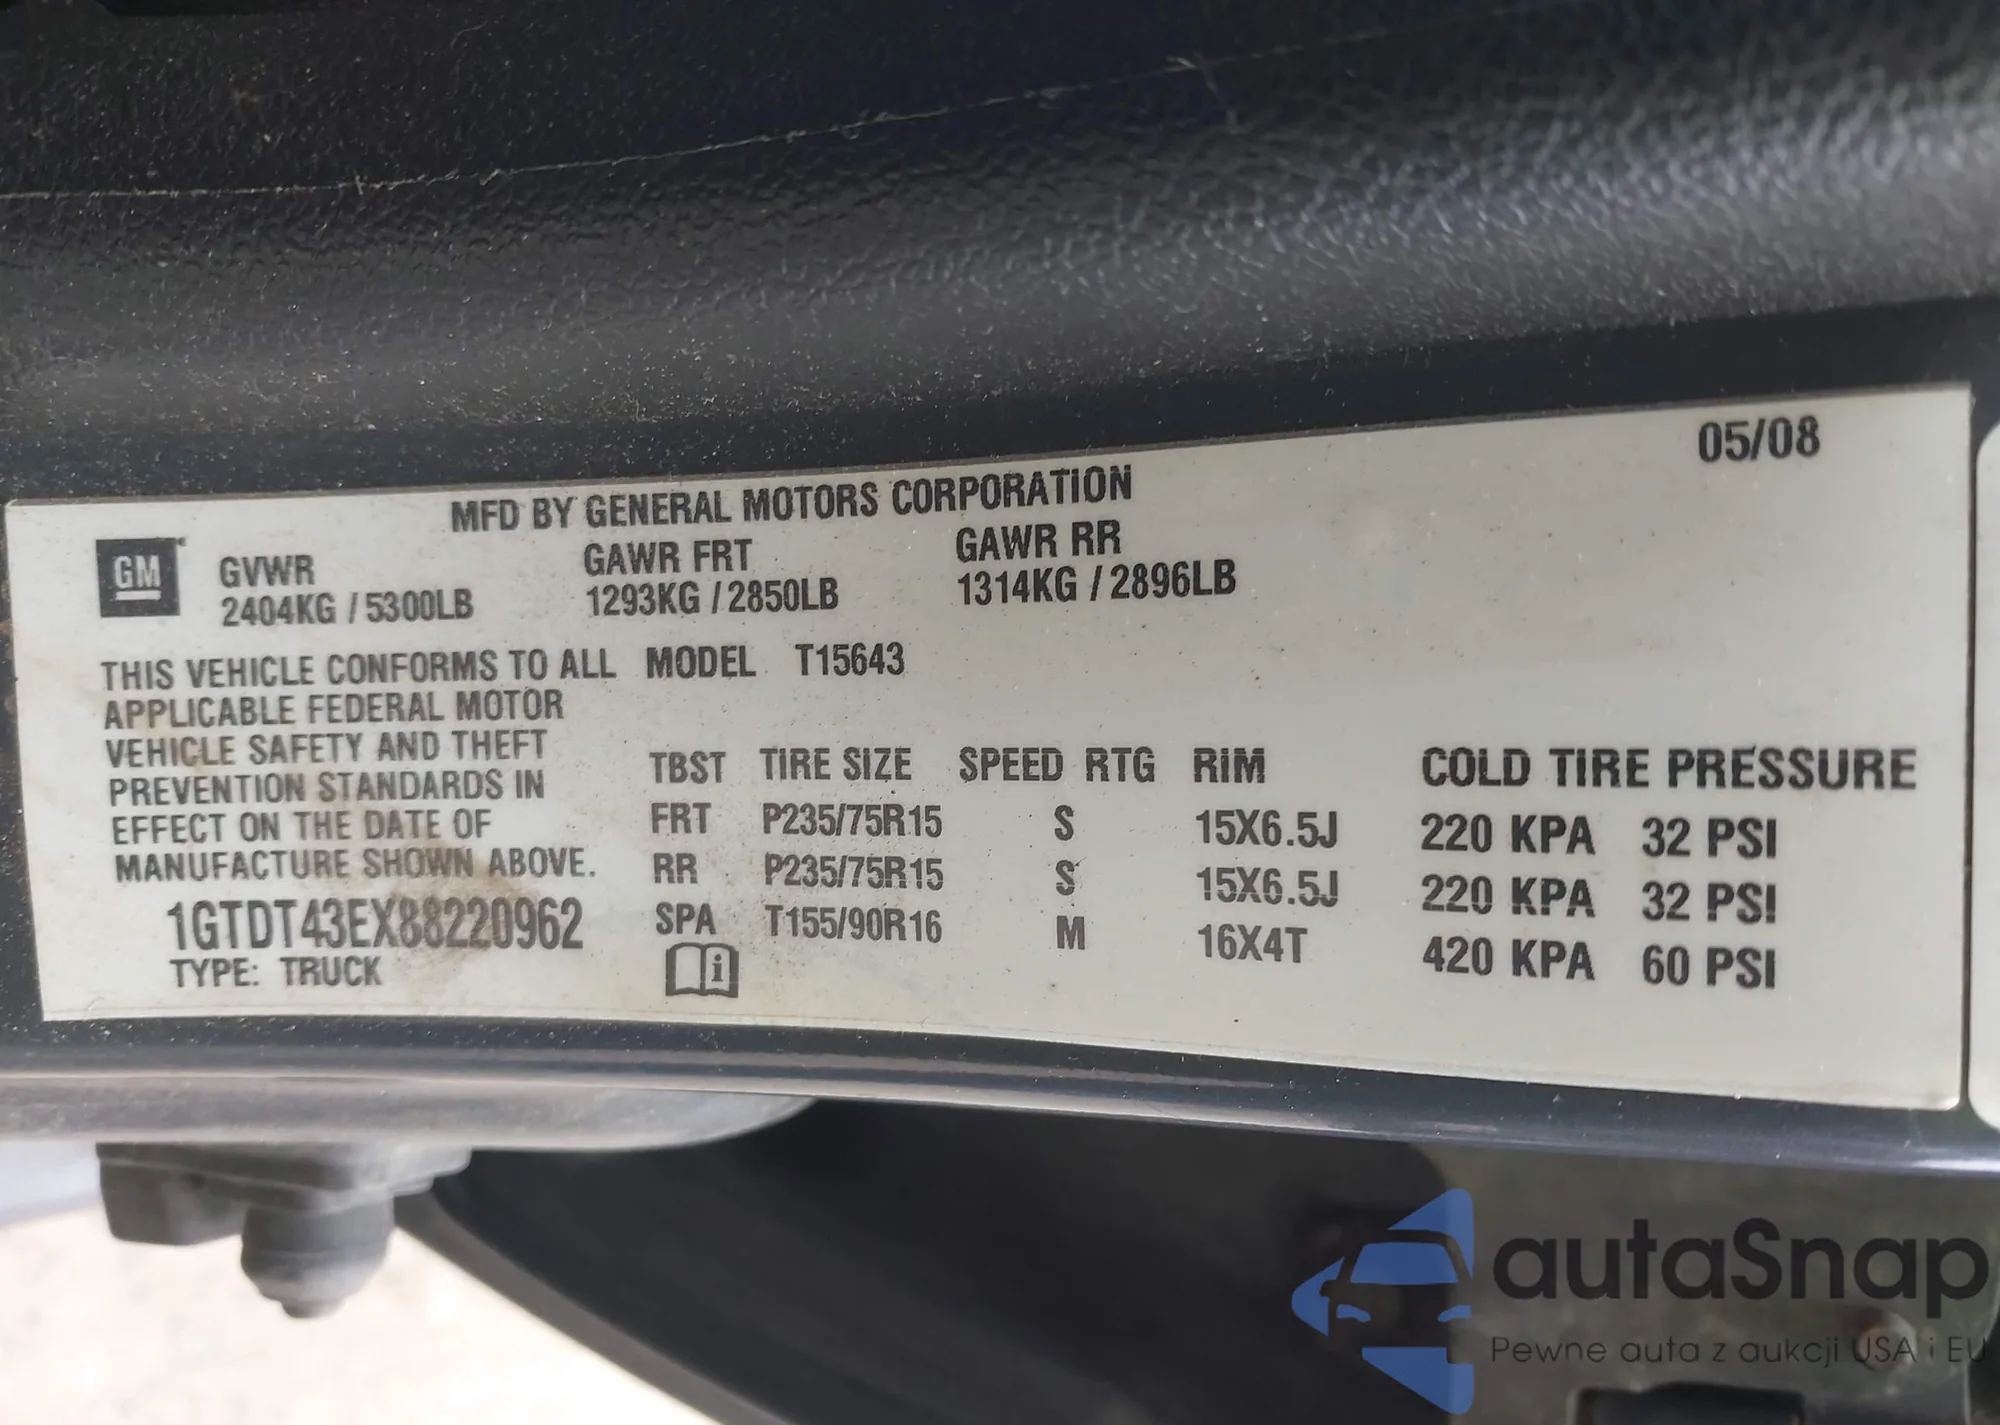 05/08
MFD BY GENERAL MOTORS CORPORATION
GM
GVWR GAWR FRT GAWR RR
2404KG / 5300LB 1293KG / 2850LB 1314KG / 2896LB
THIS VEHICLE CONFORMS TO ALL MODEL T15643
APPLICABLE FEDERAL MOTOR
VEHICLE SAFETY AND THEFT
PREVENTION STANDARDS IN
EFFECT ON THE DATE OF
MANUFACTURE SHOWN ABOVE.
1GTDT43EX88220962
TYPE: TRUCK
TBST TIRE SIZE SPEED RTG RIM COLD TIRE PRESSURE
FRT P235/75R15 S 15X6.5J 220 KPA 32 PSI
RR P235/75R15 S 15X6.5J 220 KPA 32 PSI
SPA T155/90R16 M 16X4T 420 KPA 60 PSI
i
autaSnap
Pewne auta z aukcji USA i EU